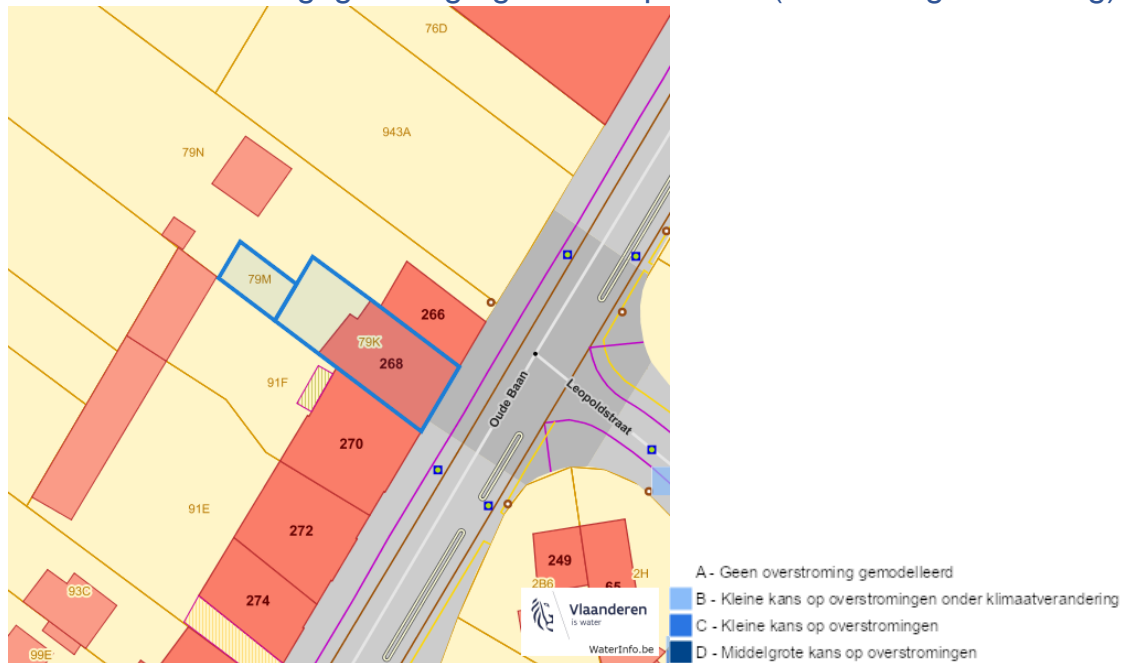 76D
943A
79N
79M
266
79K
268
91F
Oude Baan
Leopoldstraat
270
91E
272
249
2B6
2H
65
93C
274
99E
Vlaanderen
is water
WaterInfo.be
A - Geen overstroming gemodelleerd
B - Kleine kans op overstromingen onder klimaatverandering
C - Kleine kans op overstromingen
D - Middelgrote kans op overstromingen